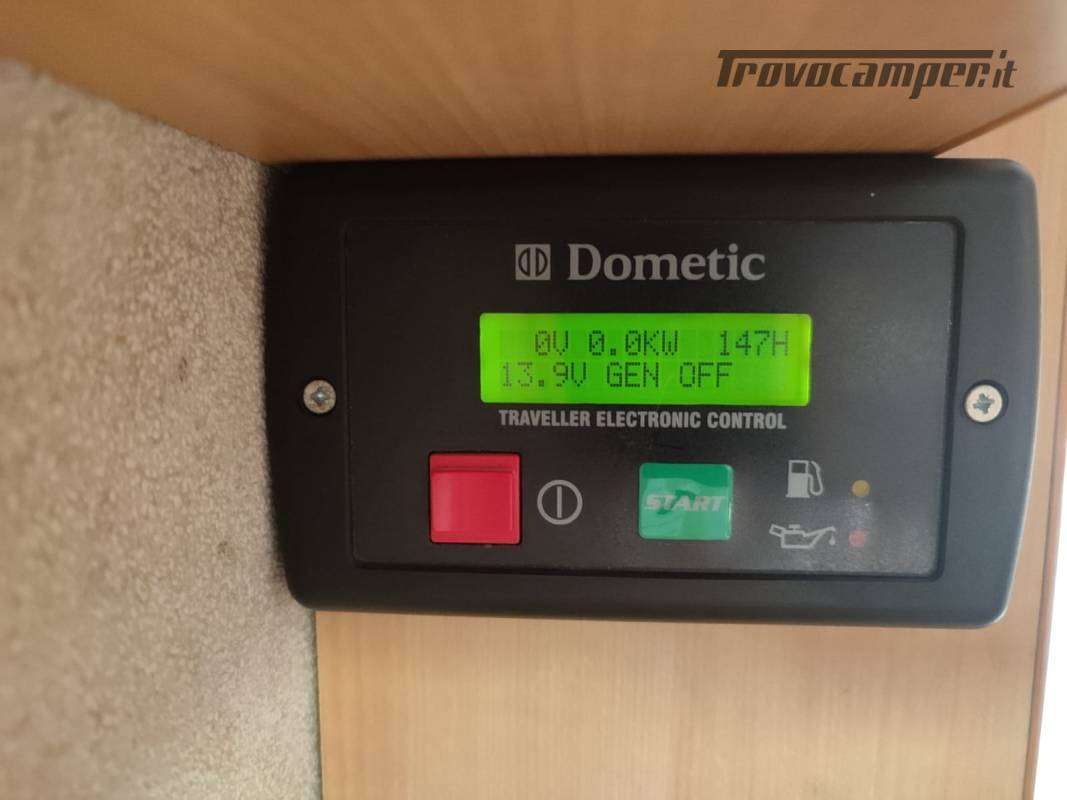 Trovocamper.it
Dometic
0V 0.0KW 147H
13.9V GEN OFF
TRAVELLER ELECTRONIC CONTROL
START